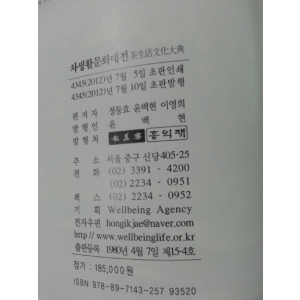 차생활문화대전 茶生活文化大典
4345(2012)년 7월 5일 초판인쇄
4345(2012)년 7월 10일 초판발행
편저자 정동효 윤백현 이영희
발행인 윤 백 현
발행처 홍익재
주 소 서울 중구 신당 405-25
전 화 (02) 3391 - 4200
(02) 2234 - 0951
팩 스 (02) 2234 - 0952
기 획 Wellbeing Agency
전자우편 hongikjae@naver.com
http://www.wellbeinglife.or.kr
출판등록 1980년 4월 7일 제15-4호
정가 : 185,000원
ISBN 978-89-7143-257 93520